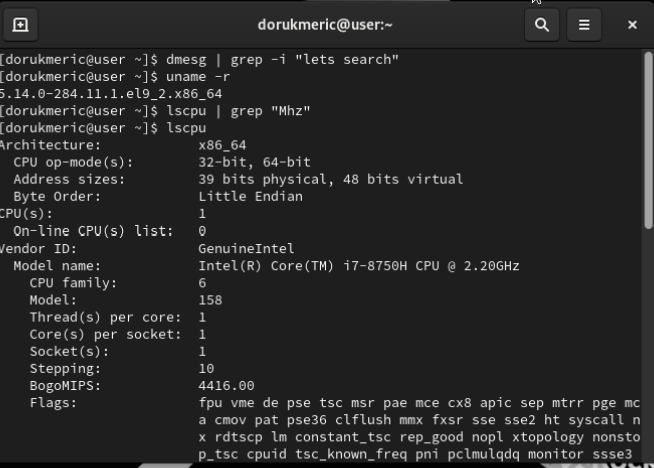 dorukmeric@user:~
[dorukmeric@user ~]$ dmesg | grep -i "lets search"
[dorukmeric@user ~]$ uname -r
5.14.0-284.11.1.el9_2.x86_64
[dorukmeric@user ~]$ lscpu | grep "Mhz"
[dorukmeric@user ~]$ lscpu
Architecture: x86_64
CPU op-mode(s): 32-bit, 64-bit
Address sizes: 39 bits physical, 48 bits virtual
Byte Order: Little Endian
CPU(s): 1
On-line CPU(s) list: 0
Vendor ID: GenuineIntel
Model name: Intel(R) Core(TM) i7-8750H CPU @ 2.20GHz
CPU family: 6
Model: 158
Thread(s) per core: 1
Core(s) per socket: 1
Socket(s): 1
Stepping: 10
BogoMIPS: 4416.00
Flags: fpu vme de pse tsc msr pae mce cx8 apic sep mtrr pge mc
a cmov pat pse36 clflush mmx fxsr sse sse2 ht syscall n
x rdtscp lm constant_tsc rep_good nopl xtopology nonsto
p_tsc cpuid tsc_known_freq pni pclmulqdq monitor ssse3